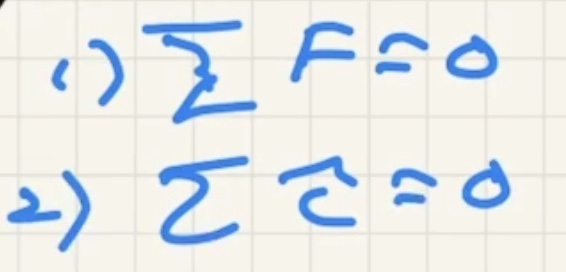 1) Σ F = 0
2) Σ τ = 0